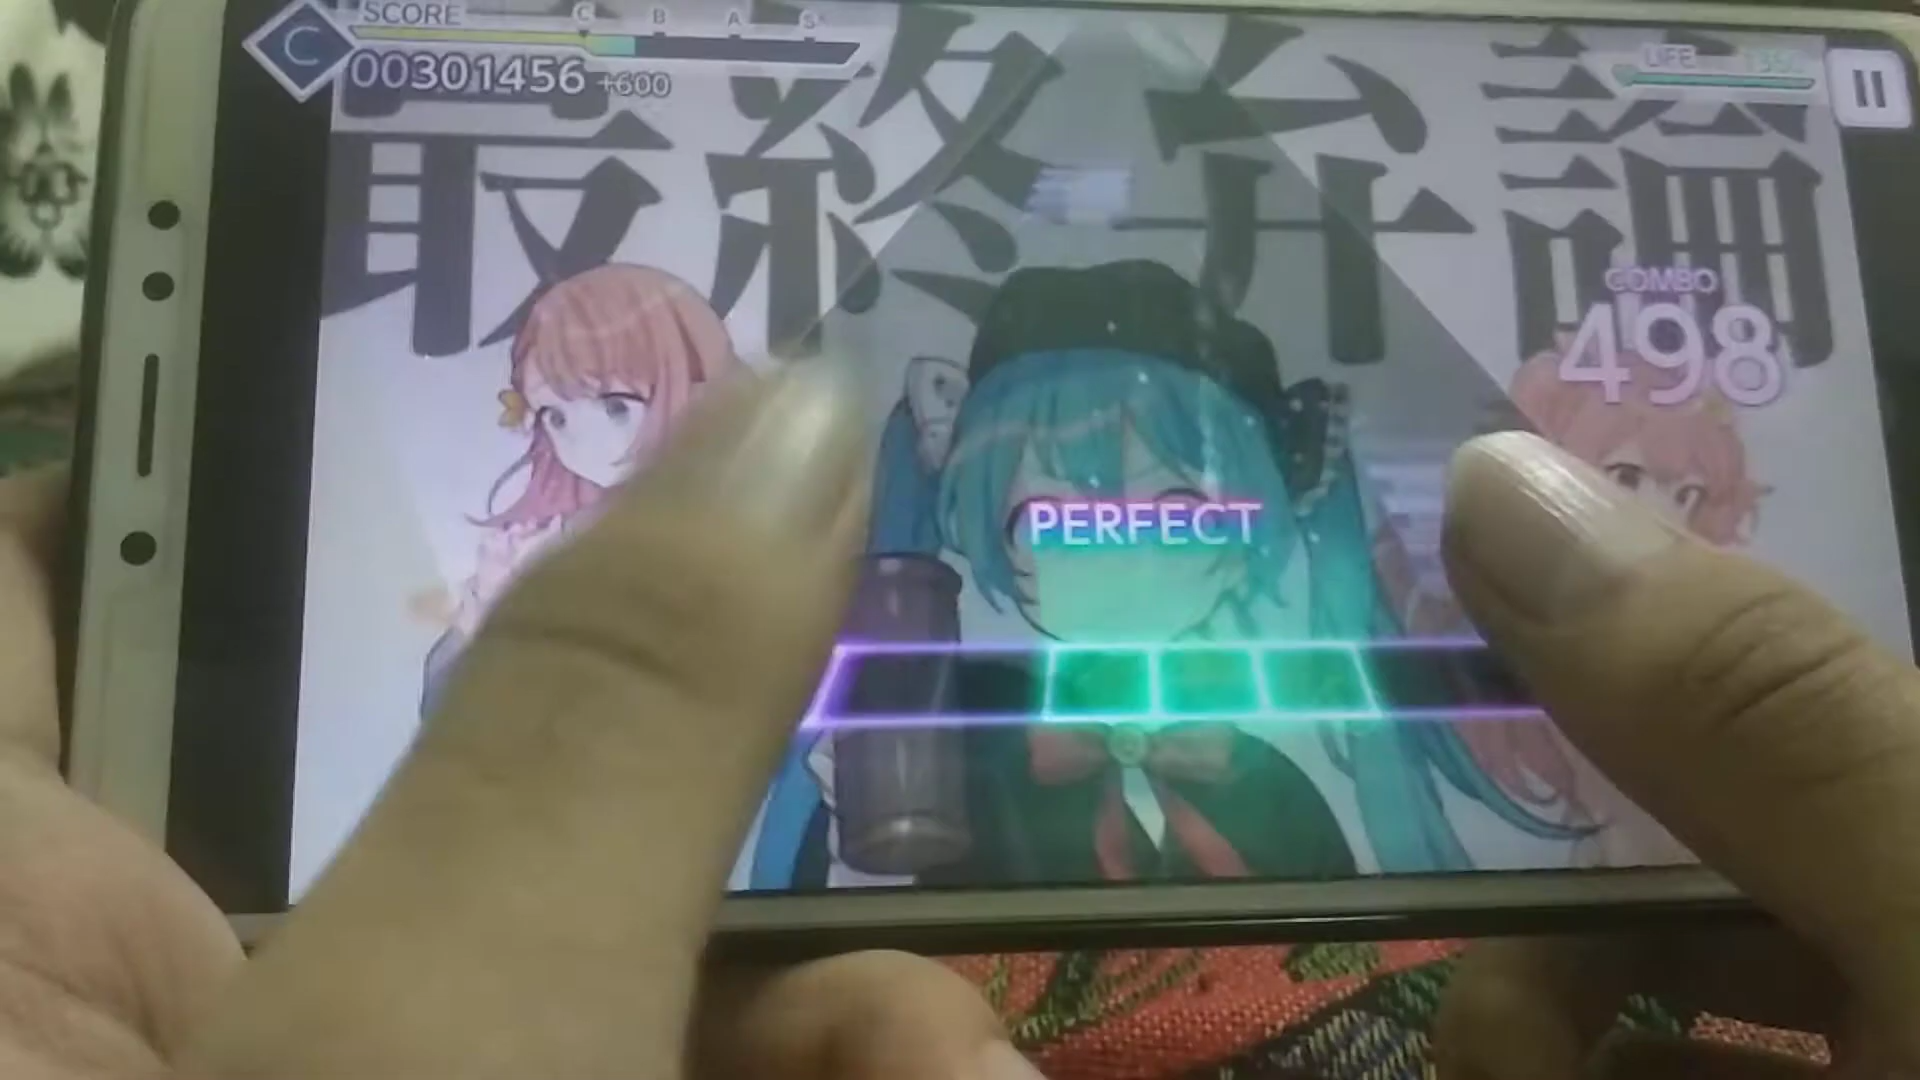 SCORE
C B A S
C
00301456 +600
LIFE
最終弁論
COMBO
498
PERFECT